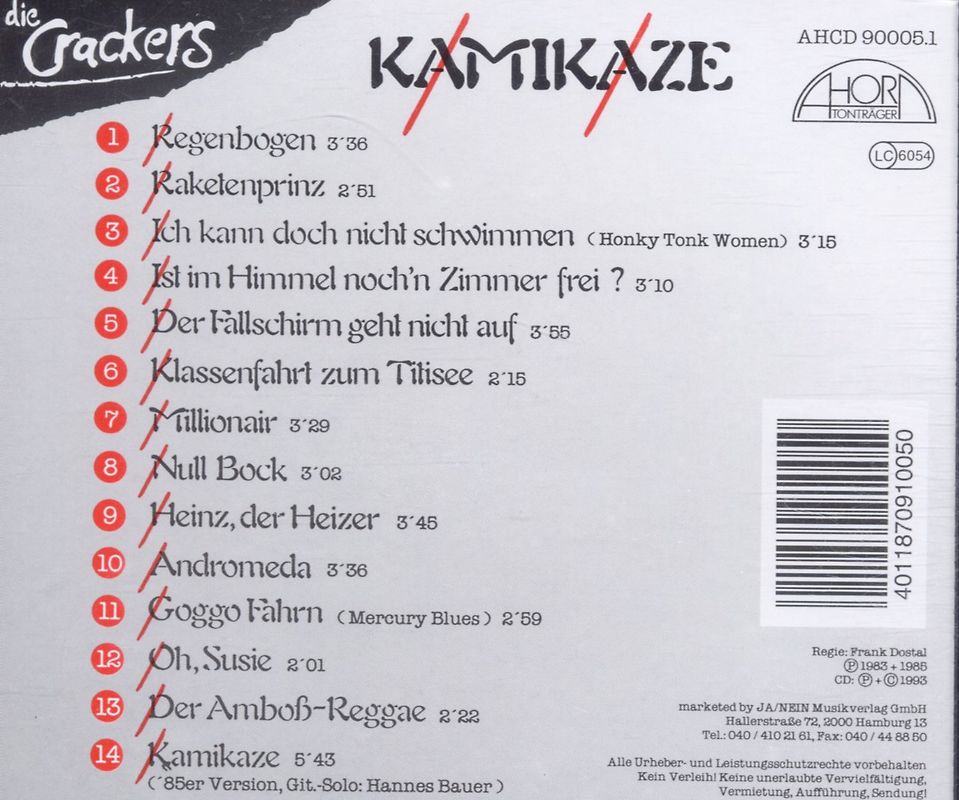 die
Crackers
KAMIKAZE
AHCD 90005.1
AHORN
TONTRÄGER
LC 6054
1 Regenbogen 3´36
2 Raketenprinz 2´51
3 Ich kann doch nicht schwimmen (Honky Tonk Women) 3´15
4 Ist im Himmel noch'n Zimmer frei ? 3´10
5 Der Fallschirm geht nicht auf 3´55
6 Klassenfahrt zum Titisee 2´15
7 Millionair 3´29
8 Null Bock 3´02
9 Heinz, der Heizer 3´45
10 Andromeda 3´36
11 Goggo Fahrn (Mercury Blues) 2´59
12 Oh, Susie 2´01
13 Der Amboß-Reggae 2´22
14 Kamikaze 5´43
(´85er Version, Git.-Solo: Hannes Bauer)
4011870910050
Regie: Frank Dostal
Ⓟ 1983 + 1985
CD: Ⓟ + Ⓒ 1993
marketed by JA/NEIN Musikverlag GmbH
Hallerstraße 72, 2000 Hamburg 13
Tel.: 040 / 410 21 61, Fax: 040 / 44 88 50
Alle Urheber- und Leistungsschutzrechte vorbehalten
Kein Verleih! Keine unerlaubte Vervielfältigung,
Vermietung, Aufführung, Sendung!